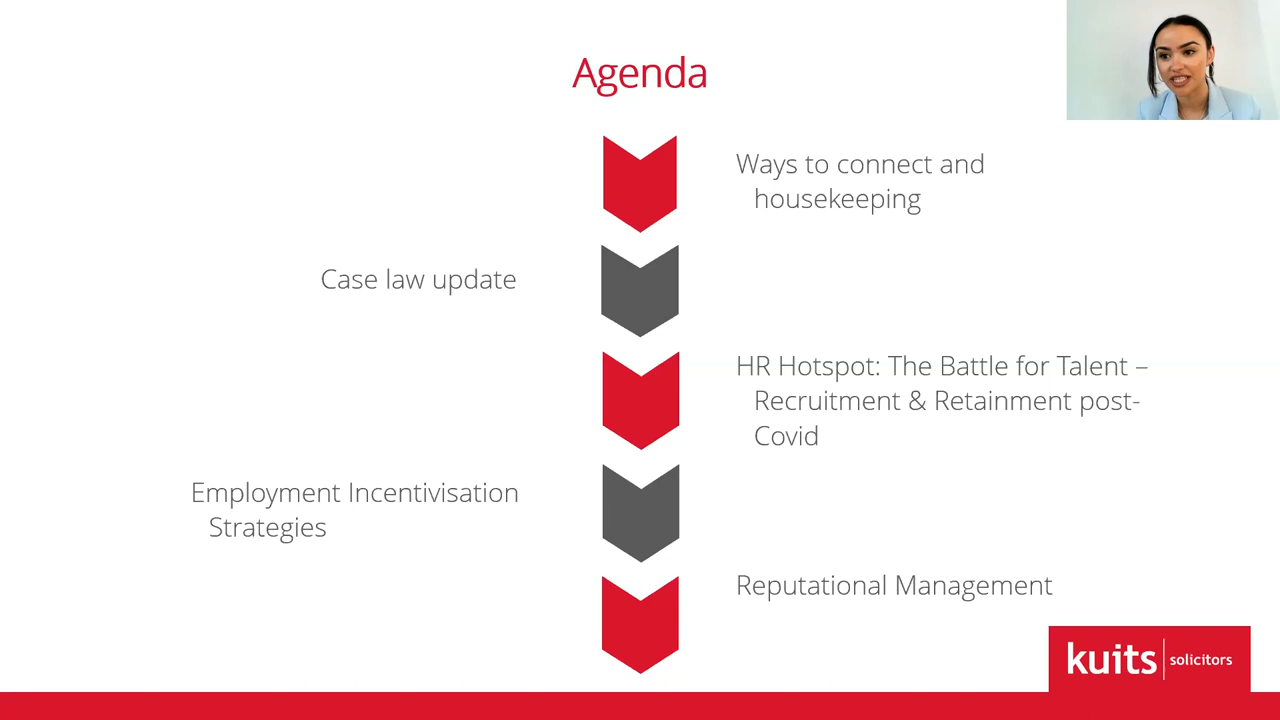 Agenda
Ways to connect and
housekeeping
Case law update
HR Hotspot: The Battle for Talent –
Recruitment & Retainment post-
Covid
Employment Incentivisation
Strategies
Reputational Management
kuits solicitors